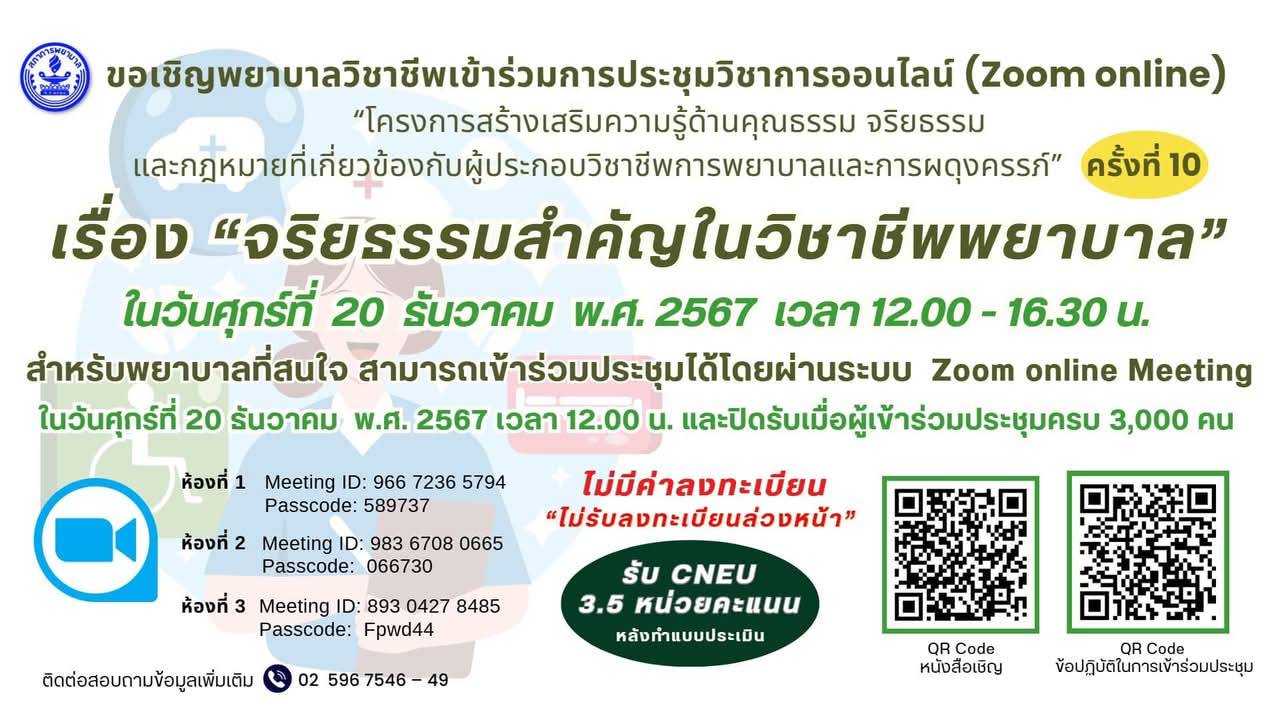 สภาการพยาบาล
ขอเชิญพยาบาลวิชาชีพเข้าร่วมการประชุมวิชาการออนไลน์ (Zoom online)
“โครงการสร้างเสริมความรู้ด้านคุณธรรม จริยธรรม
และกฎหมายที่เกี่ยวข้องกับผู้ประกอบวิชาชีพการพยาบาลและการผดุงครรภ์” ครั้งที่ 10
เรื่อง “จริยธรรมสำคัญในวิชาชีพพยาบาล”
ในวันศุกร์ที่ 20 ธันวาคม พ.ศ. 2567 เวลา 12.00 - 16.30 น.
สำหรับพยาบาลที่สนใจ สามารถเข้าร่วมประชุมได้โดยผ่านระบบ Zoom online Meeting
ในวันศุกร์ที่ 20 ธันวาคม พ.ศ. 2567 เวลา 12.00 น. และปิดรับเมื่อผู้เข้าร่วมประชุมครบ 3,000 คน
ห้องที่ 1 Meeting ID: 966 7236 5794
Passcode: 589737
ห้องที่ 2 Meeting ID: 983 6708 0665
Passcode: 066730
ห้องที่ 3 Meeting ID: 893 0427 8485
Passcode: Fpwd44
ไม่มีค่าลงทะเบียน
“ไม่รับลงทะเบียนล่วงหน้า”
รับ CNEU
3.5 หน่วยคะแนน
หลังทำแบบประเมิน
QR Code
หนังสือเชิญ
QR Code
ข้อปฏิบัติในการเข้าร่วมประชุม
ติดต่อสอบถามข้อมูลเพิ่มเติม 02 596 7546 – 49